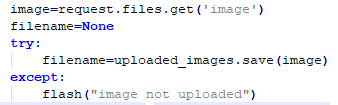 image=request.files.get('image')
filename=None
try:
    filename=uploaded_images.save(image)
except:
    flash("image not uploaded")